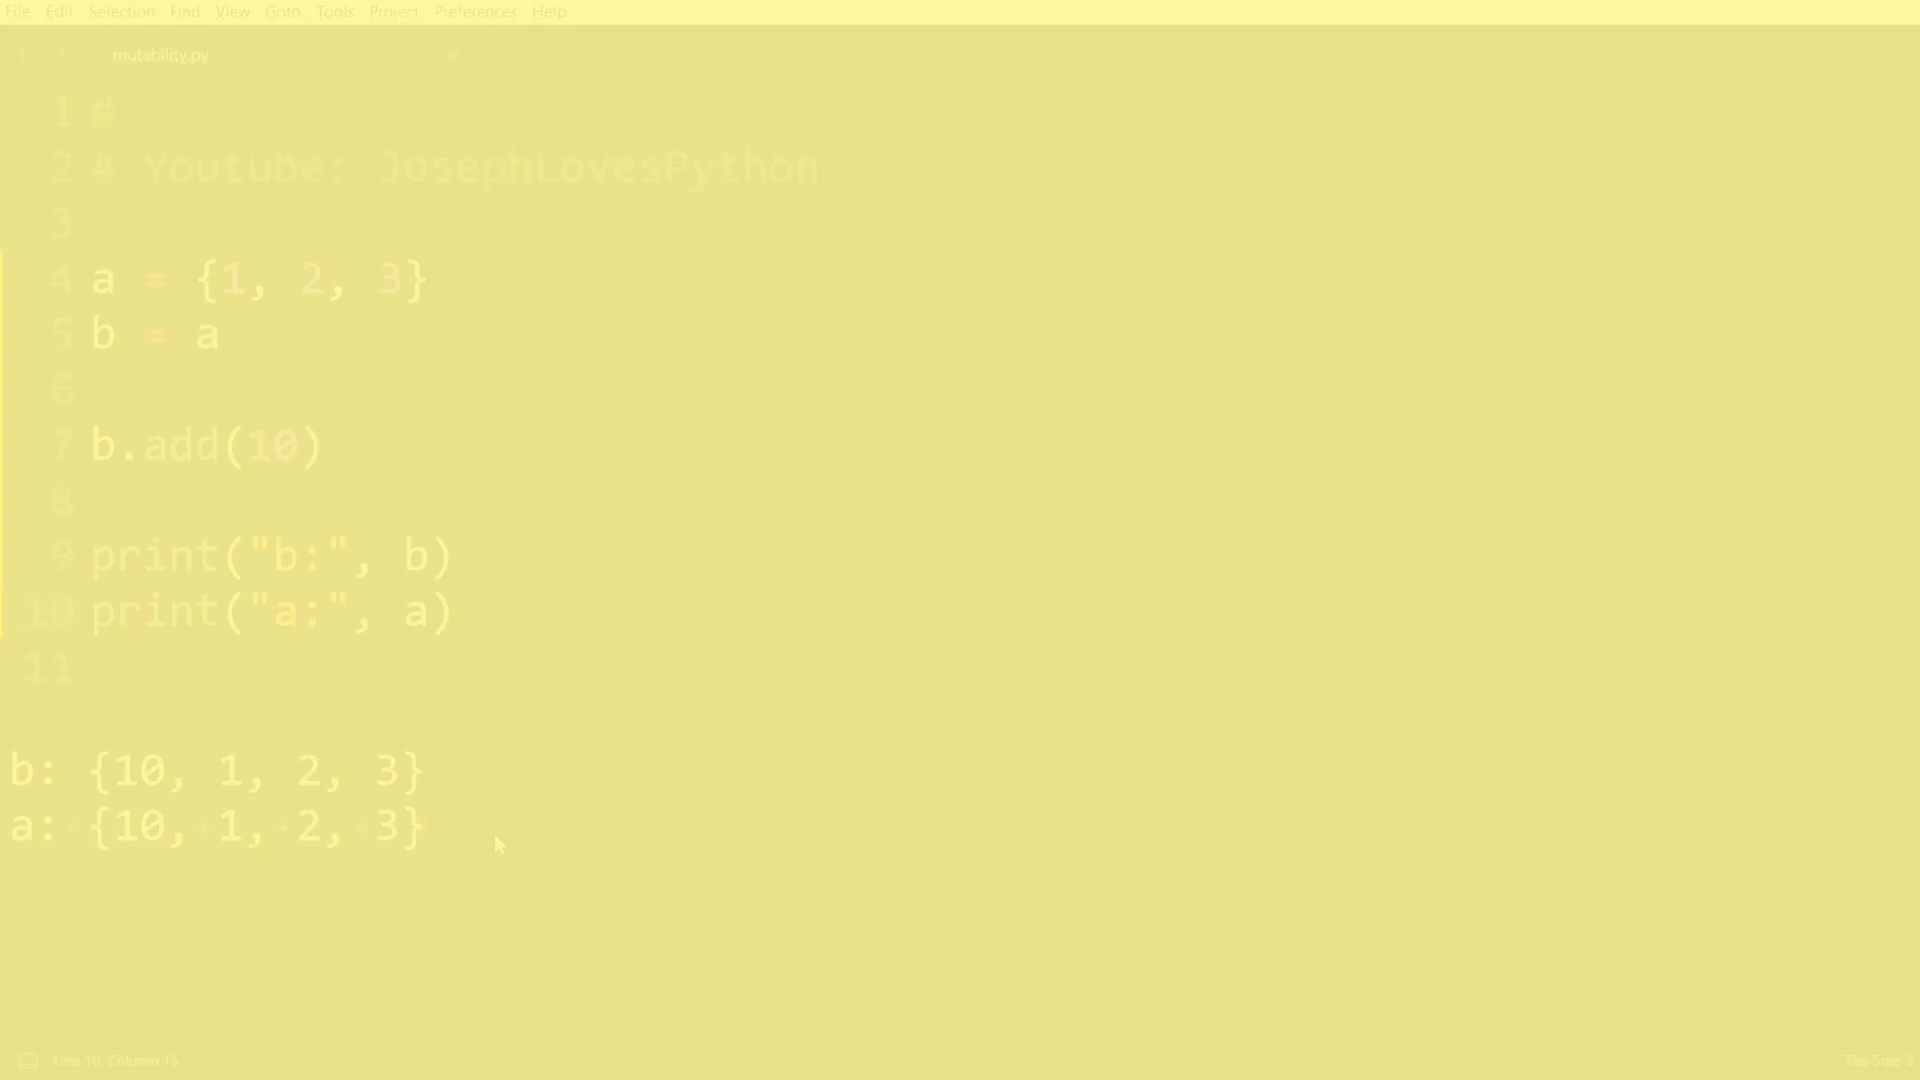 File Edit Selection Find View Goto Tools Project Preferences Help
mutability.py
1 #
2 # Youtube: JosephLovesPython
3
4 a = {1, 2, 3}
5 b = a
6
7 b.add(10)
8
9 print("b:", b)
10 print("a:", a)
11
b: {10, 1, 2, 3}
a: {10, 1, 2, 3}
Line 10, Column 15 Tab Size: 2